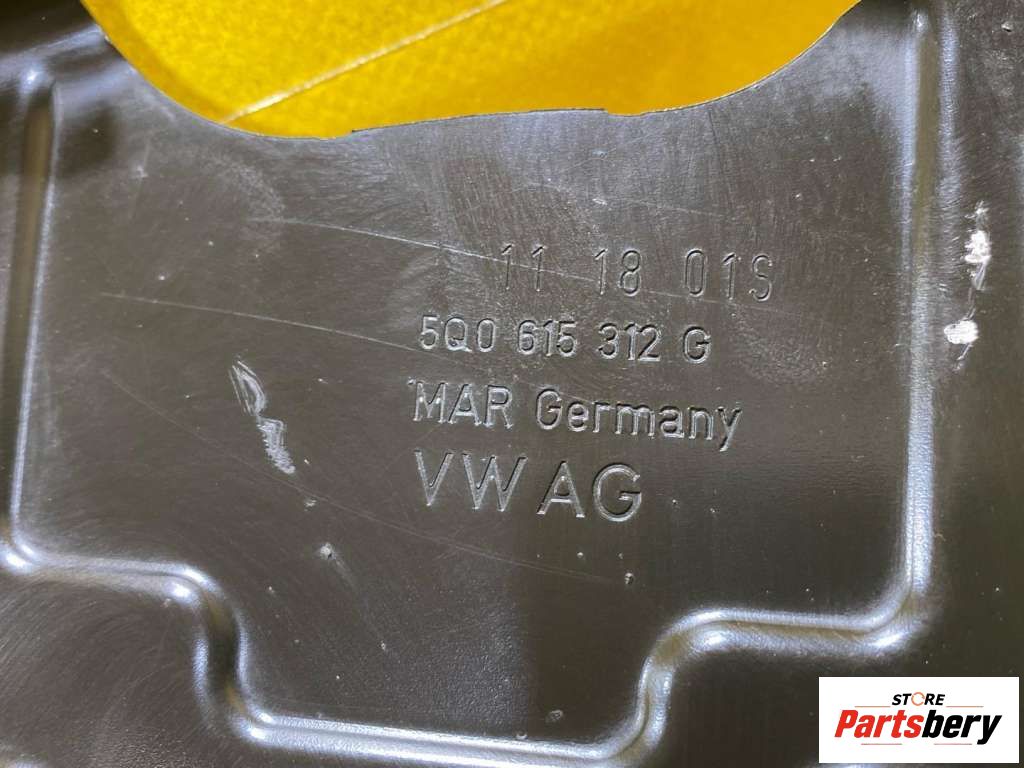 11 18 01S
5Q0 615 312 G
MAR Germany
VW AG
STORE
Partsbery